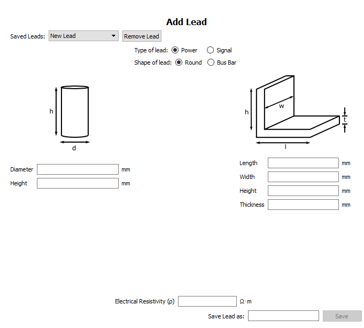 Add Lead
Saved Leads: New Lead Remove Lead
Type of lead: Power Signal
Shape of lead: Round Bus Bar
h
d
h
w
t
l
Diameter mm
Height mm
Length mm
Width mm
Height mm
Thickness mm
Electrical Resistivity (ρ) Ω·m
Save Lead as: Save